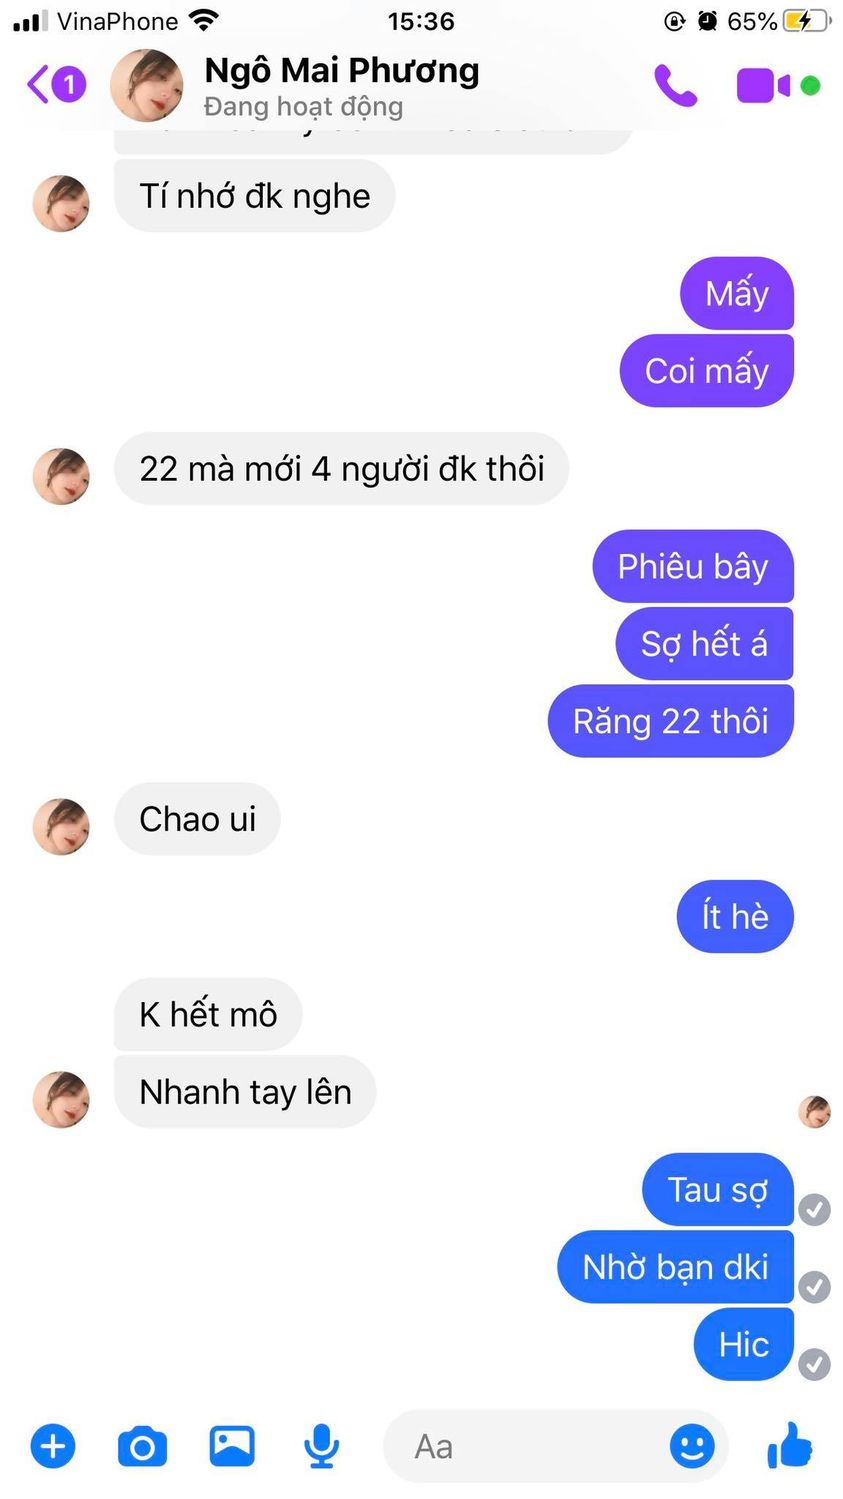 VinaPhone 15:36 65%
1 Ngô Mai Phương
Đang hoạt động
Tí nhớ đk nghe
Mấy
Coi mấy
22 mà mới 4 người đk thôi
Phiêu bây
Sợ hết á
Răng 22 thôi
Chao ui
Ít hè
K hết mô
Nhanh tay lên
Tau sợ
Nhờ bạn dki
Hic
Aa